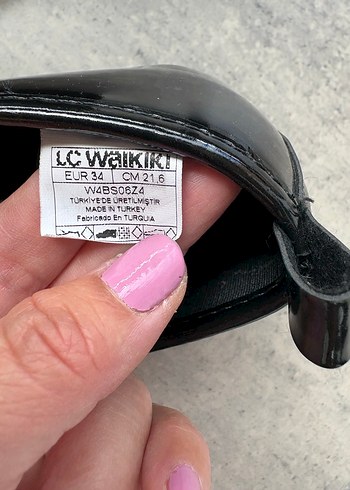 LC Waikiki
EUR 34 CM 21,6
W4BS06Z4
TÜRKİYE'DE ÜRETİLMİŞTİR
MADE IN TURKEY
Fabricado En TURQUIA